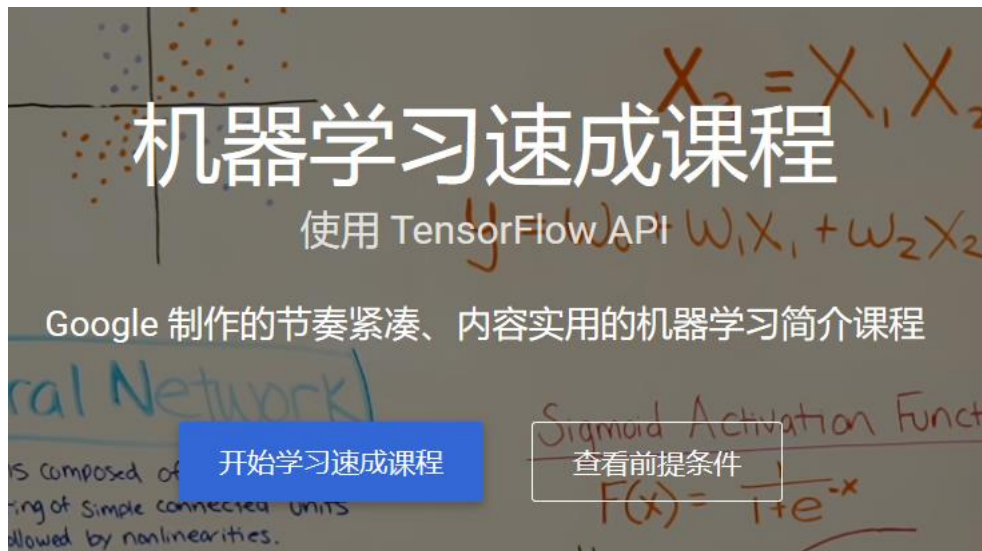 X₃ = X₁ X₂
机器学习速成课程
使用 TensorFlow API
y = W₀ + W₁X₁ + W₂X₂
Google 制作的节奏紧凑、内容实用的机器学习简介课程
ral Network
Sigmoid Activation Funct
开始学习速成课程
查看前提条件
is composed of
ing of simple connected units
ollowed by nonlinearities.
F(x) = 1/1+e^-x